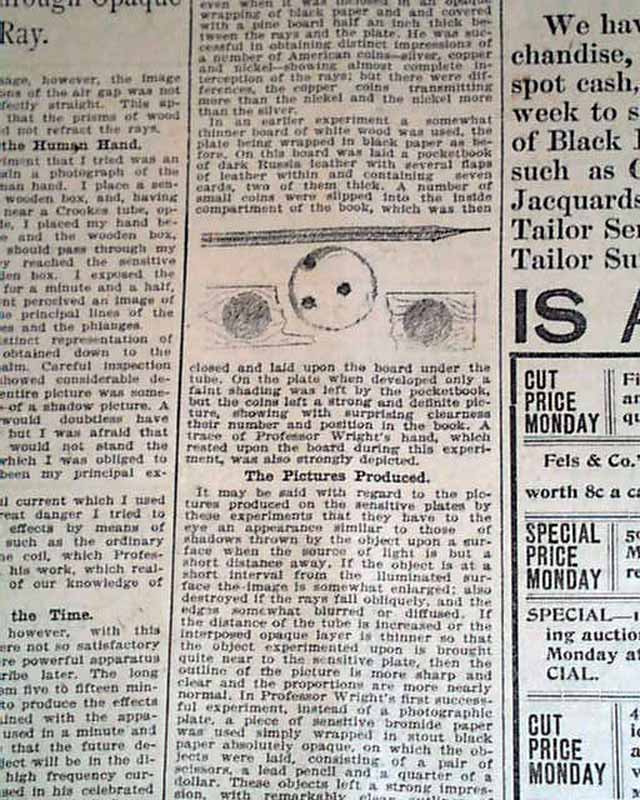 through Opaque
Ray.
sage, however, the image
ons of the air gap was not
fectly straight. This ap-
that the prisms of wood
d not refract the rays.
the Human Hand.
riment that I tried was an
ain a photograph of the
man hand. I place a sen-
wooden box, and, having
near a Crookes tube, op-
de, I placed my hand be-
e and the wooden box,
should pass through my
y reached the sensitive
den box. I exposed the
for a minute and a half,
nt perceived an image of
e principal lines of the
es and the phlanges.
stinct representation of
obtained down to the
alm. Careful inspection
howed considerable de-
entire picture was some-
of a shadow picture. A
would doubtless have
but I was afraid that
would not stand the
which I was obliged to
been my principal ex-
l current which I used
reat danger I tried to
effects by means of
such as the ordinary
ne coil, which Profes-
his work, which real-
of our knowledge of
the Time.
however, with this
ere not so satisfactory
re powerful apparatus
ribe later. The long
om five to fifteen min-
to produce the effects
ained with the appa-
used in a minute and
that the future de-
ject will be in the di-
high frequency cur-
used in his celebrated
even when it was inclosed in an opaque
wrapping of black paper and and covered
with a pine board half an inch thick be-
tween the rays and the plate. He was suc-
cessful in obtaining distinct impressions of
a number of American coins—silver, copper
and nickel—showing almost complete in-
terception of the rays; but there were dif-
ferences, the copper coins transmitting
more than the nickel and the nickel more
than the silver.
In an earlier experiment a somewhat
thinner board of white wood was used, the
plate being wrapped in black paper as be-
fore. On this board was laid a pocketbook
of dark Russia leather with several flaps
of leather within and containing seven
cards, two of them thick. A number of
small coins were slipped into the inside
compartment of the book, which was then
closed and laid upon the board under the
tube. On the plate when developed only a
faint shading was left by the pocketbook,
but the coins left a strong and definite pic-
ture, showing with surprising clearness
their number and position in the book. A
trace of Professor Wright's hand, which
rested upon the board during this experi-
ment, was also strongly depicted.
The Pictures Produced.
It may be said with regard to the pic-
tures produced on the sensitive plates by
these experiments that they have to the
eye an appearance similar to those of
shadows thrown by the object upon a sur-
face when the source of light is but a
short distance away. If the object is at a
short interval from the illuminated sur-
face the image is somewhat enlarged; also
destroyed if the rays fall obliquely, and the
edges somewhat blurred or diffused. If
the distance of the tube is increased or the
interposed opaque layer is thinner so that
the object experimented upon is brought
quite near to the sensitive plate, then the
outline of the picture is more sharp and
clear and the proportions are more nearly
normal. In Professor Wright's first success-
ful experiment, instead of a photographic
plate, a piece of sensitive bromide paper
was used simply wrapped in stout black
paper absolutely opaque, on which the ob-
jects were laid, consisting of a pair of
scissors, a lead pencil and a quarter of a
dollar. These objects left a strong impres-
sion, with remarkably clear
We hav
chandise,
spot cash,
week to s
of Black
such as
Jacquards
Tailor Ser
Tailor Su
IS A
CUT
PRICE
MONDAY
Fi
an
qu
Fels & Co.'
worth 8c a ca
SPECIAL
PRICE
MONDAY
50
M
re
SPECIAL—
ing auctio
Monday at
CIAL.
CUT
PRICE
MONDAY